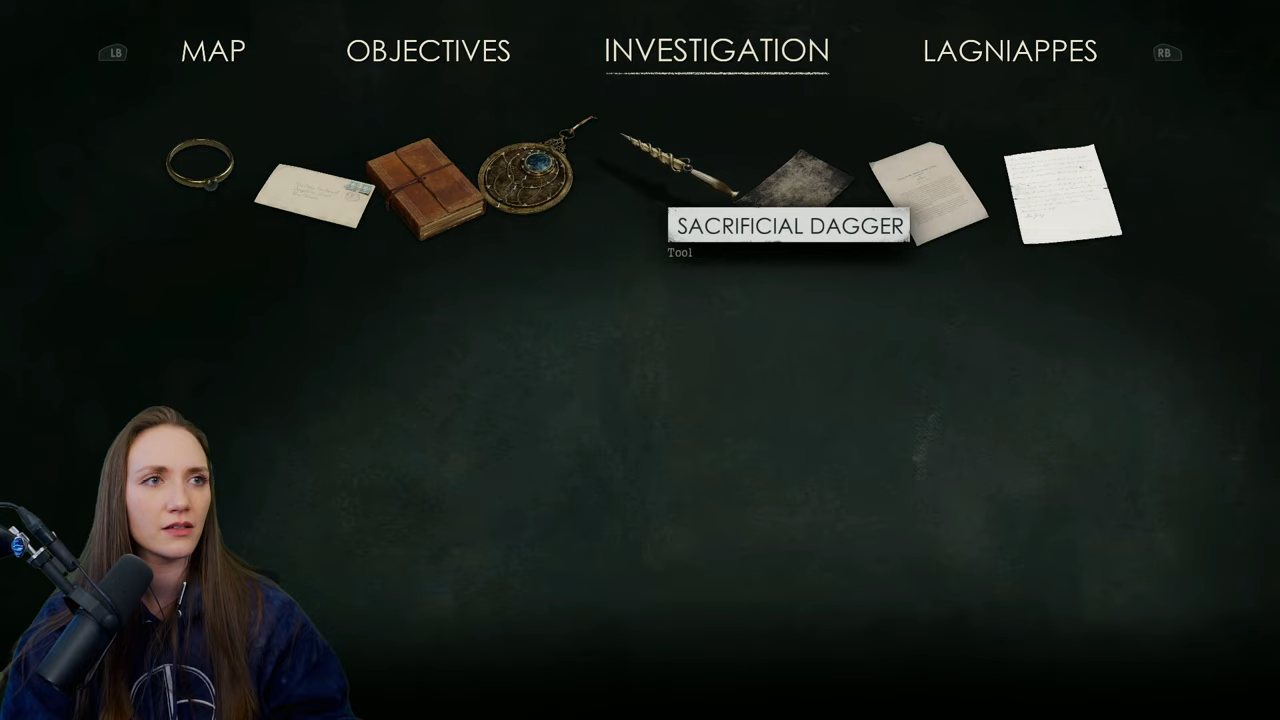 LB
MAP
OBJECTIVES
INVESTIGATION
LAGNIAPPES
RB
SACRIFICIAL DAGGER
Tool